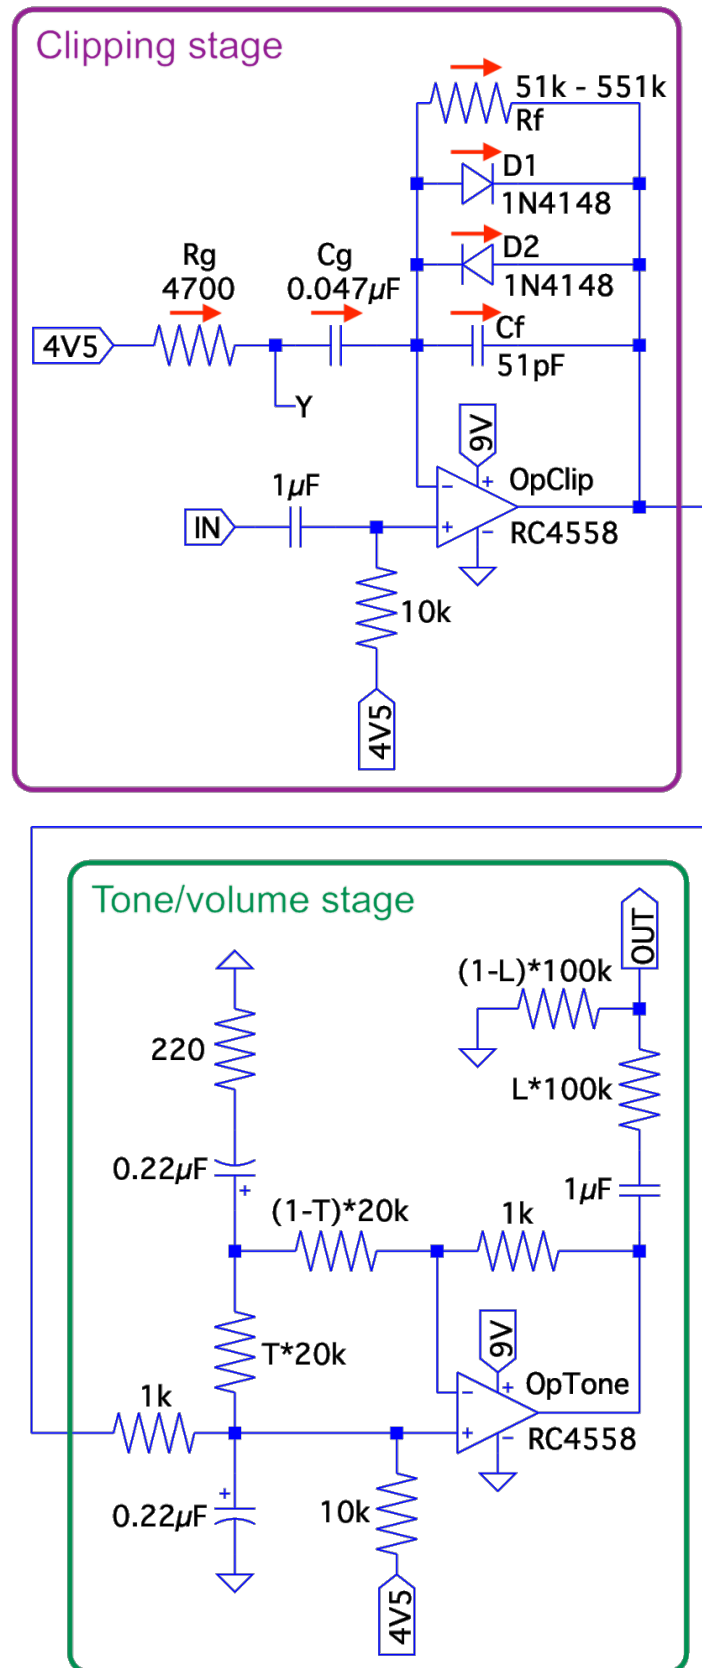 Clipping stage
51k - 551k
Rf
D1
1N4148
D2
1N4148
Rg
4700
Cg
0.047µF
Cf
51pF
4V5
Y
9V
+
OpClip
1µF
−
IN
+
−
RC4558
10k
4V5
Tone/volume stage
OUT
(1-L)*100k
220
L*100k
0.22µF
+
1µF
(1-T)*20k
1k
9V
T*20k
+
OpTone
1k
−
+
−
RC4558
+
0.22µF
10k
4V5